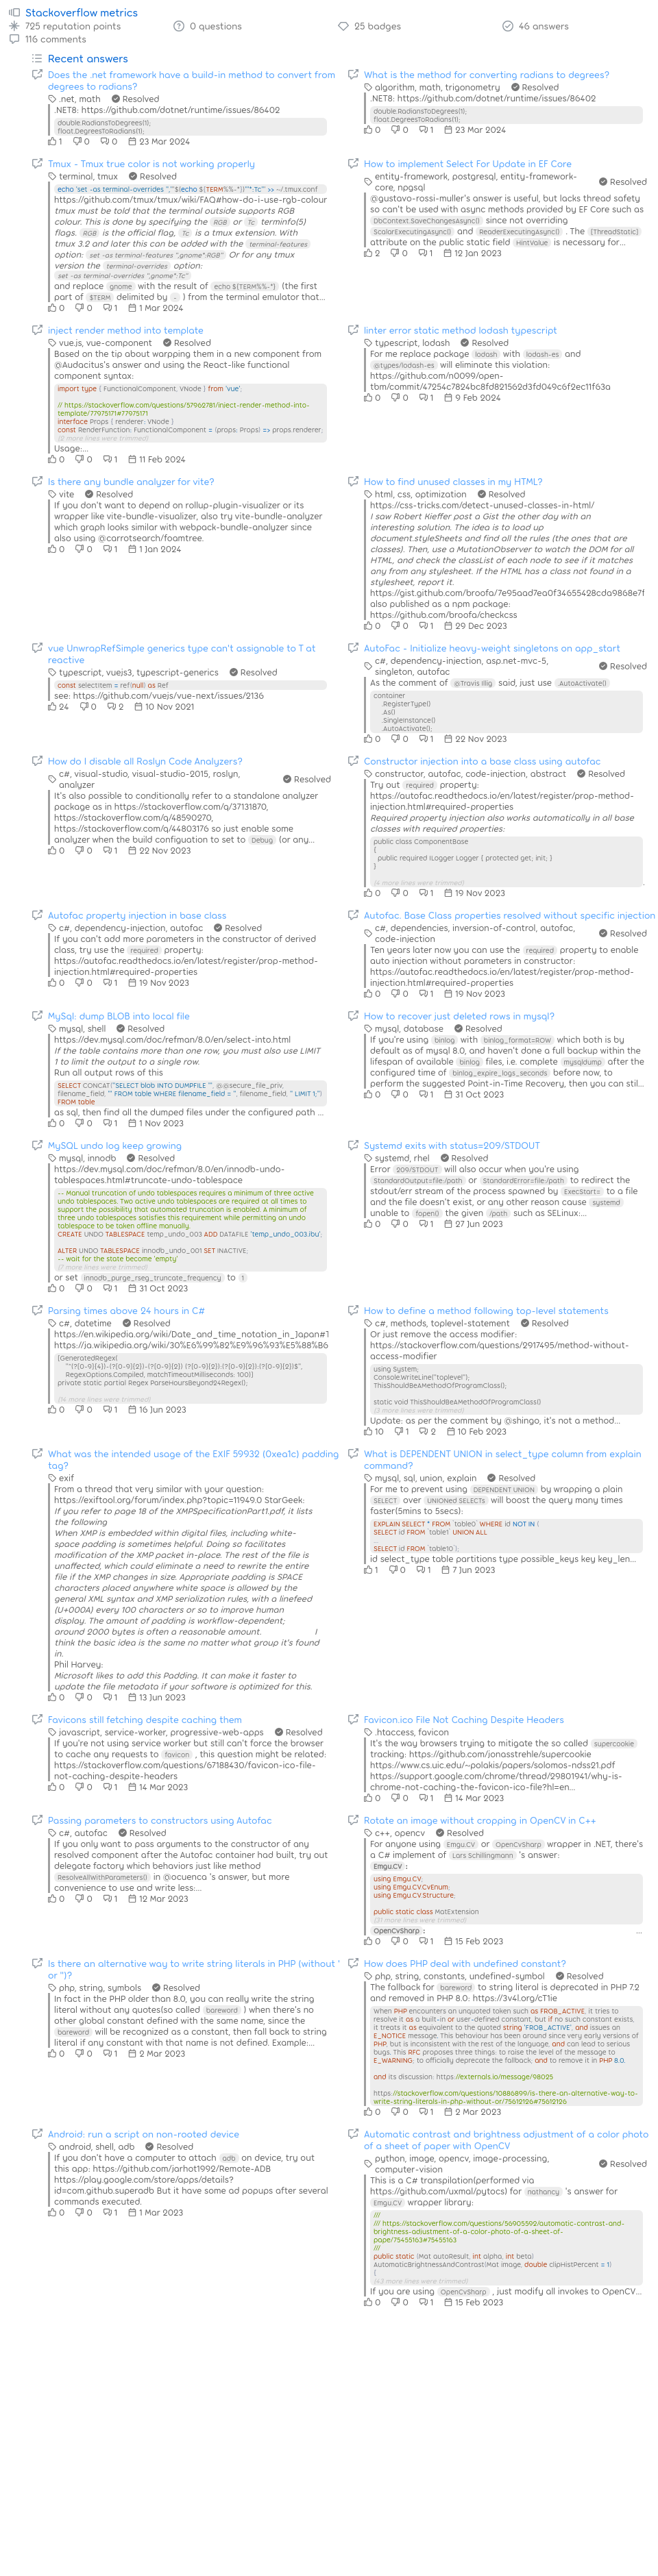 Stackoverflow metrics
725 reputation points
0 questions
25 badges
46 answers
116 comments
Recent answers
Does the .net framework have a build-in method to convert from
degrees to radians?
.net, math Resolved
.NET8: https://github.com/dotnet/runtime/issues/86402
double.RadiansToDegrees(1);
float.DegreesToRadians(1);
1 0 0 23 Mar 2024
What is the method for converting radians to degrees?
algorithm, math, trigonometry Resolved
.NET8: https://github.com/dotnet/runtime/issues/86402
double.RadiansToDegrees(1);
float.DegreesToRadians(1);
0 0 1 23 Mar 2024
Tmux - Tmux true color is not working properly
terminal, tmux Resolved
echo 'set -as terminal-overrides ",'"$(echo ${TERM%%-*})"'*:Tc"' >> ~/.tmux.conf
https://github.com/tmux/tmux/wiki/FAQ#how-do-i-use-rgb-colour
tmux must be told that the terminal outside supports RGB
colour. This is done by specifying the RGB or Tc terminfo(5)
flags. RGB is the official flag, Tc is a tmux extension. With
tmux 3.2 and later this can be added with the terminal-features
option: set -as terminal-features ",gnome*:RGB" Or for any tmux
version the terminal-overrides option:
set -as terminal-overrides ",gnome*:Tc"
and replace gnome with the result of echo ${TERM%%-*} (the first
part of $TERM delimited by - ) from the terminal emulator that...
0 0 1 1 Mar 2024
How to implement Select For Update in EF Core
entity-framework, postgresql, entity-framework-
core, npgsql Resolved
@gustavo-rossi-muller's answer is useful, but lacks thread safety
so can't be used with async methods provided by EF Core such as
DbContext.SaveChangesAsync() since not overriding
ScalarExecutingAsync() and ReaderExecutingAsync() . The [ThreadStatic]
attribute on the public static field HintValue is necessary for...
2 0 1 12 Jan 2023
inject render method into template
vue.js, vue-component Resolved
Based on the tip about warpping them in a new component from
@Audacitus's answer and using the React-like functional
component syntax:
import type { FunctionalComponent, VNode } from 'vue';
// https://stackoverflow.com/questions/57962781/inject-render-method-into-
template/77975171#77975171
interface Props { renderer: VNode }
const RenderFunction: FunctionalComponent = (props: Props) => props.renderer;
(2 more lines were trimmed)
Usage:...
0 0 1 11 Feb 2024
linter error static method lodash typescript
typescript, lodash Resolved
For me replace package lodash with lodash-es and
@types/lodash-es will eliminate this violation:
https://github.com/n0099/open-
tbm/commit/47254c7824bc8fd821562d3fd049c6f2ec11f63a
0 0 1 9 Feb 2024
Is there any bundle analyzer for vite?
vite Resolved
If you don't want to depend on rollup-plugin-visualizer or its
wrapper like vite-bundle-visualizer, also try vite-bundle-analyzer
which graph looks similar with webpack-bundle-analyzer since
also using @carrotsearch/foamtree.
0 0 1 1 Jan 2024
How to find unused classes in my HTML?
html, css, optimization Resolved
https://css-tricks.com/detect-unused-classes-in-html/
I saw Robert Kieffer post a Gist the other day with an
interesting solution. The idea is to load up
document.styleSheets and find all the rules (the ones that are
classes). Then, use a MutationObserver to watch the DOM for all
HTML, and check the classList of each node to see if it matches
any from any stylesheet. If the HTML has a class not found in a
stylesheet, report it.
https://gist.github.com/broofa/7e95aad7ea0f34655428cda9868e7f
also published as a npm package:
https://github.com/broofa/checkcss
0 0 1 29 Dec 2023
vue UnwrapRefSimple generics type can't assignable to T at
reactive
typescript, vuejs3, typescript-generics Resolved
const selectItem = ref(null) as Ref
see: https://github.com/vuejs/vue-next/issues/2136
24 0 2 10 Nov 2021
Autofac - Initialize heavy-weight singletons on app_start
c#, dependency-injection, asp.net-mvc-5,
singleton, autofac Resolved
As the comment of @Travis Illig said, just use .AutoActivate()
container
.RegisterType()
.As()
.SingleInstance()
.AutoActivate();
0 0 1 22 Nov 2023
How do I disable all Roslyn Code Analyzers?
c#, visual-studio, visual-studio-2015, roslyn,
analyzer Resolved
It's also possible to conditionally refer to a standalone analyzer
package as in https://stackoverflow.com/q/37131870,
https://stackoverflow.com/q/48590270,
https://stackoverflow.com/q/44803176 so just enable some
analyzer when the build configuation to set to Debug (or any...
0 0 1 22 Nov 2023
Constructor injection into a base class using autofac
constructor, autofac, code-injection, abstract Resolved
Try out required property:
https://autofac.readthedocs.io/en/latest/register/prop-method-
injection.html#required-properties
Required property injection also works automatically in all base
classes with required properties:
public class ComponentBase
{
public required ILogger Logger { protected get; init; }
}
(4 more lines were trimmed)
0 0 1 19 Nov 2023
Autofac property injection in base class
c#, dependency-injection, autofac Resolved
If you can't add more parameters in the constructor of derived
class, try use the required property:
https://autofac.readthedocs.io/en/latest/register/prop-method-
injection.html#required-properties
0 0 1 19 Nov 2023
Autofac. Base Class properties resolved without specific injection
c#, dependencies, inversion-of-control, autofac,
code-injection Resolved
Ten years later now you can use the required property to enable
auto injection without parameters in constructor:
https://autofac.readthedocs.io/en/latest/register/prop-method-
injection.html#required-properties
0 0 1 19 Nov 2023
MySql: dump BLOB into local file
mysql, shell Resolved
https://dev.mysql.com/doc/refman/8.0/en/select-into.html
If the table contains more than one row, you must also use LIMIT
1 to limit the output to a single row.
Run all output rows of this
SELECT CONCAT("SELECT blob INTO DUMPFILE '", @@secure_file_priv,
filename_field, "' FROM table WHERE filename_field = '", filename_field, "' LIMIT 1;")
FROM table
as sql, then find all the dumped files under the configured path ...
0 0 1 1 Nov 2023
How to recover just deleted rows in mysql?
mysql, database Resolved
If you're using binlog with binlog_format=ROW which both is by
default as of mysql 8.0, and haven't done a full backup within the
lifespan of available binlog files, i.e. complete mysqldump after the
configured time of binlog_expire_logs_seconds before now, to
perform the suggested Point-in-Time Recovery, then you can stil...
0 0 1 31 Oct 2023
MySQL undo log keep growing
mysql, innodb Resolved
https://dev.mysql.com/doc/refman/8.0/en/innodb-undo-
tablespaces.html#truncate-undo-tablespace
-- Manual truncation of undo tablespaces requires a minimum of three active
undo tablespaces. Two active undo tablespaces are required at all times to
support the possibility that automated truncation is enabled. A minimum of
three undo tablespaces satisfies this requirement while permitting an undo
tablespace to be taken offline manually.
CREATE UNDO TABLESPACE temp_undo_003 ADD DATAFILE 'temp_undo_003.ibu';
ALTER UNDO TABLESPACE innodb_undo_001 SET INACTIVE;
-- wait for the state become 'empty'
(7 more lines were trimmed)
or set innodb_purge_rseg_truncate_frequency to 1
0 0 1 31 Oct 2023
Systemd exits with status=209/STDOUT
systemd, rhel Resolved
Error 209/STDOUT will also occur when you're using
StandardOutput=file:/path or StandardError=file:/path to redirect the
stdout/err stream of the process spawned by ExecStart= to a file
and the file doesn't exist, or any other reason cause systemd
unable to fopen() the given /path such as SELinux:...
0 0 1 27 Jun 2023
Parsing times above 24 hours in C#
c#, datetime Resolved
https://en.wikipedia.org/wiki/Date_and_time_notation_in_Japan#1
https://ja.wikipedia.org/wiki/30%E6%99%82%E9%96%93%E5%88%B6
[GeneratedRegex(
"^(?[0-9]{4})-(?[0-9]{2})-(?[0-9]{2}) (?[0-9]{2}):(?[0-9]{2}):(?[0-9]{2})$",
RegexOptions.Compiled, matchTimeoutMilliseconds: 100)]
private static partial Regex ParseHoursBeyond24Regex();
(14 more lines were trimmed)
0 0 1 16 Jun 2023
How to define a method following top-level statements
c#, methods, toplevel-statement Resolved
Or just remove the access modifier:
https://stackoverflow.com/questions/2917495/method-without-
access-modifier
using System;
Console.WriteLine("toplevel");
ThisShouldBeAMethodOfProgramClass();
static void ThisShouldBeAMethodOfProgramClass()
(3 more lines were trimmed)
Update: as per the comment by @shingo, it's not a method...
10 1 2 10 Feb 2023
What was the intended usage of the EXIF 59932 (0xea1c) padding
tag?
exif
From a thread that very similar with your question:
https://exiftool.org/forum/index.php?topic=11949.0 StarGeek:
If you refer to page 18 of the XMPSpecificationPart1.pdf, it lists
the following
When XMP is embedded within digital files, including white-
space padding is sometimes helpful. Doing so facilitates
modification of the XMP packet in-place. The rest of the file is
unaffected, which could eliminate a need to rewrite the entire
file if the XMP changes in size. Appropriate padding is SPACE
characters placed anywhere white space is allowed by the
general XML syntax and XMP serialization rules, with a linefeed
(U+000A) every 100 characters or so to improve human
display. The amount of padding is workflow-dependent;
around 2000 bytes is often a reasonable amount. I
think the basic idea is the same no matter what group it's found
in.
Phil Harvey:
Microsoft likes to add this Padding. It can make it faster to
update the file metadata if your software is optimized for this.
0 0 1 13 Jun 2023
What is DEPENDENT UNION in select_type column from explain
command?
mysql, sql, union, explain Resolved
For me to prevent using DEPENDENT UNION by wrapping a plain
SELECT over UNIONed SELECTs will boost the query many times
faster(5mins to 5secs):
EXPLAIN SELECT * FROM `table0` WHERE id NOT IN (
SELECT id FROM `table1` UNION ALL
...
SELECT id FROM `table10`);
id select_type table partitions type possible_keys key key_len...
1 0 1 7 Jun 2023
Favicons still fetching despite caching them
javascript, service-worker, progressive-web-apps Resolved
If you're not using service worker but still can't force the browser
to cache any requests to favicon , this question might be related:
https://stackoverflow.com/questions/67188430/favicon-ico-file-
not-caching-despite-headers
0 0 1 14 Mar 2023
Favicon.ico File Not Caching Despite Headers
.htaccess, favicon
It's the way browsers trying to mitigate the so called supercookie
tracking: https://github.com/jonasstrehle/supercookie
https://www.cs.uic.edu/~polakis/papers/solomos-ndss21.pdf
https://support.google.com/chrome/thread/29801941/why-is-
chrome-not-caching-the-favicon-ico-file?hl=en...
0 0 1 14 Mar 2023
Passing parameters to constructors using Autofac
c#, autofac Resolved
If you only want to pass arguments to the constructor of any
resolved component after the Autofac container had built, try out
delegate factory which behaviors just like method
ResolveAllWithParameters() in @ocuenca 's answer, but more
convenience to use and write less:...
0 0 1 12 Mar 2023
Rotate an image without cropping in OpenCV in C++
c++, opencv Resolved
For anyone using Emgu.CV or OpenCvSharp wrapper in .NET, there's
a C# implement of Lars Schillingmann 's answer:
Emgu.CV :
using Emgu.CV;
using Emgu.CV.CvEnum;
using Emgu.CV.Structure;
public static class MatExtension
(31 more lines were trimmed)
OpenCvSharp : ...
0 0 1 15 Feb 2023
Is there an alternative way to write string literals in PHP (without '
or ")?
php, string, symbols Resolved
In fact in the PHP older than 8.0, you can really write the string
literal without any quotes(so called bareword ) when there's no
other global constant defined with the same name, since the
bareword will be recognized as a constant, then fall back to string
literal if any constant with that name is not defined. Example:...
0 0 1 2 Mar 2023
How does PHP deal with undefined constant?
php, string, constants, undefined-symbol Resolved
The fallback for bareword to string literal is deprecated in PHP 7.2
and removed in PHP 8.0: https://3v4l.org/cT1ie
When PHP encounters an unquoted token such as FROB_ACTIVE, it tries to
resolve it as a built-in or user-defined constant, but if no such constant exists,
it treats it as equivalent to the quoted string 'FROB_ACTIVE', and issues an
E_NOTICE message. This behaviour has been around since very early versions of
PHP, but is inconsistent with the rest of the language, and can lead to serious
bugs. This RFC proposes three things: to raise the level of the message to
E_WARNING; to officially deprecate the fallback; and to remove it in PHP 8.0.
and its discussion: https://externals.io/message/98025
https://stackoverflow.com/questions/10886899/is-there-an-alternative-way-to-
write-string-literals-in-php-without-or/75612126#75612126
0 0 1 2 Mar 2023
Android: run a script on non-rooted device
android, shell, adb Resolved
If you don't have a computer to attach adb on device, try out
this app: https://github.com/jarhot1992/Remote-ADB
https://play.google.com/store/apps/details?
id=com.github.superadb But it have some ad popups after several
commands executed.
0 0 1 1 Mar 2023
Automatic contrast and brightness adjustment of a color photo
of a sheet of paper with OpenCV
python, image, opencv, image-processing,
computer-vision Resolved
This is a C# transpilation(performed via
https://github.com/uxmal/pytocs) for nathancy 's answer for
Emgu.CV wrapper library:
///
/// https://stackoverflow.com/questions/56905592/automatic-contrast-and-
brightness-adjustment-of-a-color-photo-of-a-sheet-of-
pape/75455163#75455163
///
public static (Mat autoResult, int alpha, int beta)
AutomaticBrightnessAndContrast(Mat image, double clipHistPercent = 1)
{
(43 more lines were trimmed)
If you are using OpenCvSharp , just modify all invokes to OpenCV...
0 0 1 15 Feb 2023